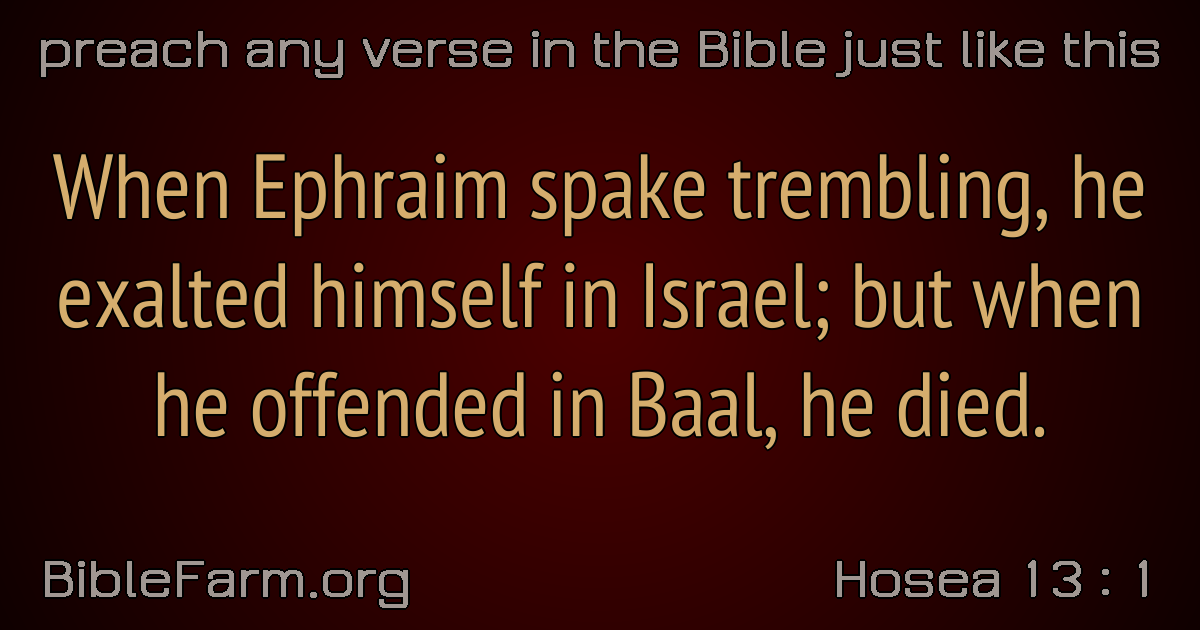 preach any verse in the Bible just like this
When Ephraim spake trembling, he
exalted himself in Israel; but when
he offended in Baal, he died.
BibleFarm.org
Hosea 13 : 1